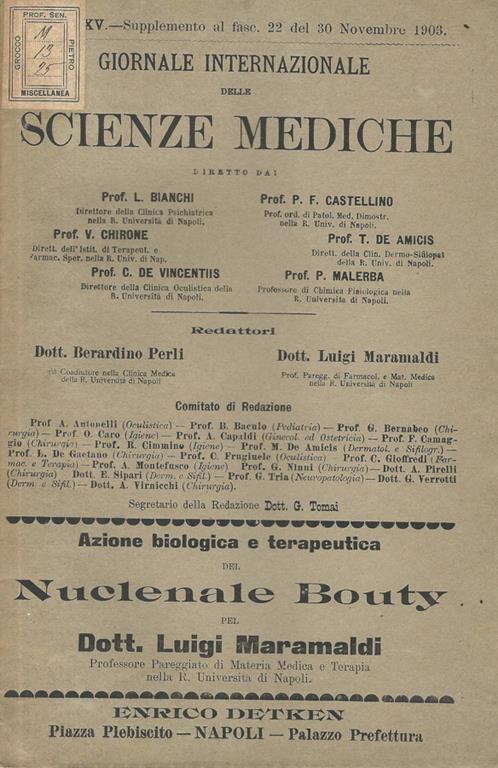 PROF. SEN.
GROCCO
PIETRO
M
13
25
MISCELLANEA
XV.—Supplemento al fasc. 22 del 30 Novembre 1903.
GIORNALE INTERNAZIONALE
DELLE
SCIENZE MEDICHE
DIRETTO DAI
Prof. L. BIANCHI
Direttore della Clinica Psichiatrica
nella R. Università di Napoli.
Prof. P. F. CASTELLINO
Prof. ord. di Patol. Med. Dimostr.
nella R. Univ. di Napoli.
Prof. V. CHIRONE
Dirett. dell'Istit. di Terapeut. e
Farmac. Sper. nella R. Univ. di Nap.
Prof. T. DE AMICIS
Dirett. della Clin. Dermo-Sifilopat
della R. Univ. di Napoli.
Prof. C. DE VINCENTIIS
Direttore della Clinica Oculistica della
R. Università di Napoli.
Prof. P. MALERBA
Professore di Chimica Fisiologica nella
R. Università di Napoli.
Redattori
Dott. Berardino Perli
già Coadiutore nella Clinica Medica
della R. Università di Napoli
Dott. Luigi Maramaldi
Prof. Paregg. di Farmacol. e Mat. Medica
nella R. Università di Napoli
Comitato di Redazione
Prof A. Antonelli (Oculistica) — Prof. B. Baculo (Pediatria) — Prof. G. Bernabeo (Chi-
rurgia) — Prof. O. Caro (Igiene) — Prof. A. Capaldi (Ginecol. ed Ostetricia) — Prof. F. Camag-
gio (Chirurgia) — Prof. R. Cimmino (Igiene) — Prof. M. De Amicis (Dermatol. e Sifilogr.) —
Prof. L. De Gaetano (Chirurgia) — Prof. C. Fruginele (Oculistica) — Prof. C. Gioffredi (Far-
mac. e Terapia) — Prof. A. Montefusco (Igiene) Prof. G. Ninni (Chirurgia) — Dott. A. Pirelli
(Chirurgia) — Dott. E. Sipari (Derm. e Sifil.) — Prof. G. Tria (Neuropatologia) — Dott. G. Verrotti
(Derm. e Sifil.) — Dott. A. Virnicchi (Chirurgia).
Segretario della Redazione Dott. G. Tomai
Azione biologica e terapeutica
DEL
Nuclenale Bouty
PEL
Dott. Luigi Maramaldi
Professore Pareggiato di Materia Medica e Terapia
nella R. Università di Napoli.
ENRICO DETKEN
Piazza Plebiscito — NAPOLI — Palazzo Prefettura